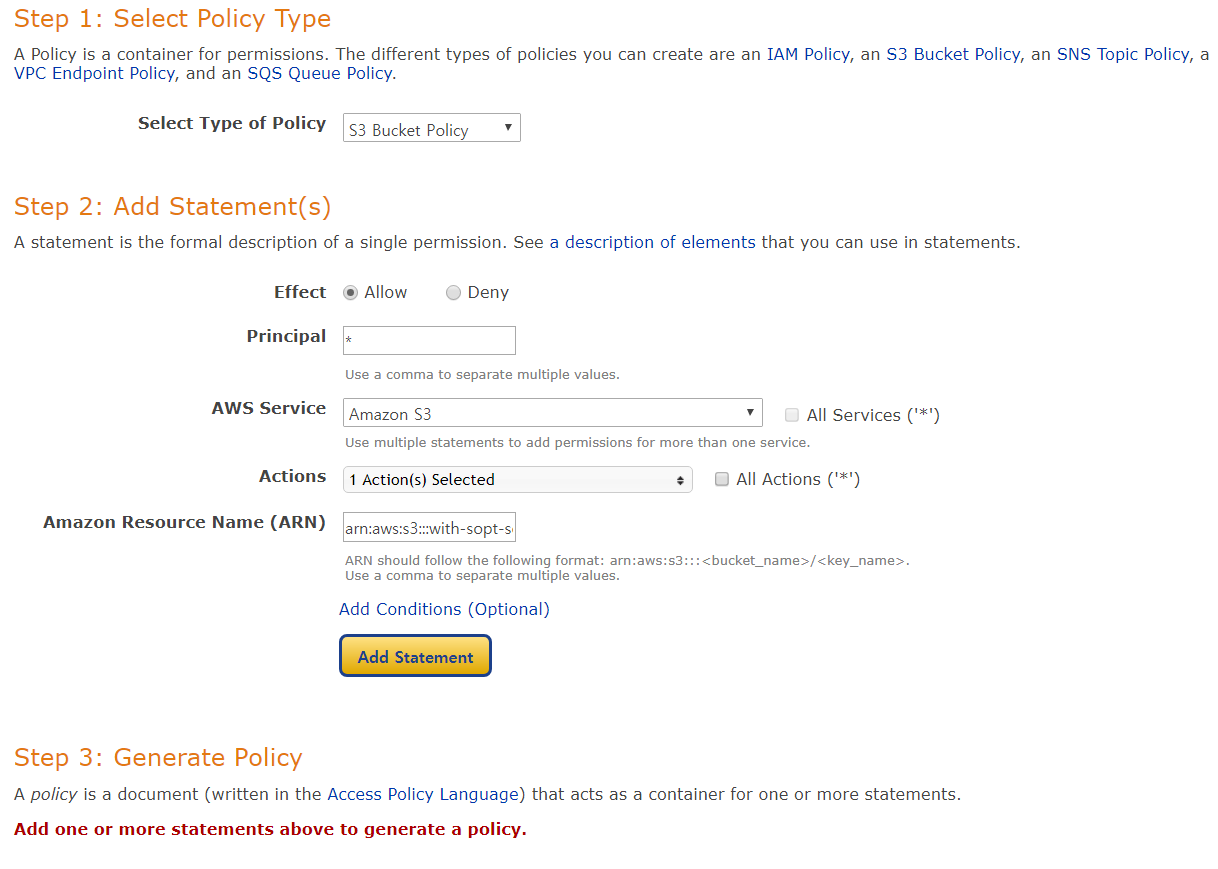 Step 1: Select Policy Type
A Policy is a container for permissions. The different types of policies you can create are an IAM Policy, an S3 Bucket Policy, an SNS Topic Policy, a
VPC Endpoint Policy, and an SQS Queue Policy.
Select Type of Policy S3 Bucket Policy
Step 2: Add Statement(s)
A statement is the formal description of a single permission. See a description of elements that you can use in statements.
Effect Allow Deny
Principal *
Use a comma to separate multiple values.
AWS Service Amazon S3 All Services ('*')
Use multiple statements to add permissions for more than one service.
Actions 1 Action(s) Selected All Actions ('*')
Amazon Resource Name (ARN) arn:aws:s3:::with-sopt-s
ARN should follow the following format: arn:aws:s3:::<bucket_name>/<key_name>.
Use a comma to separate multiple values.
Add Conditions (Optional)
Add Statement
Step 3: Generate Policy
A policy is a document (written in the Access Policy Language) that acts as a container for one or more statements.
Add one or more statements above to generate a policy.